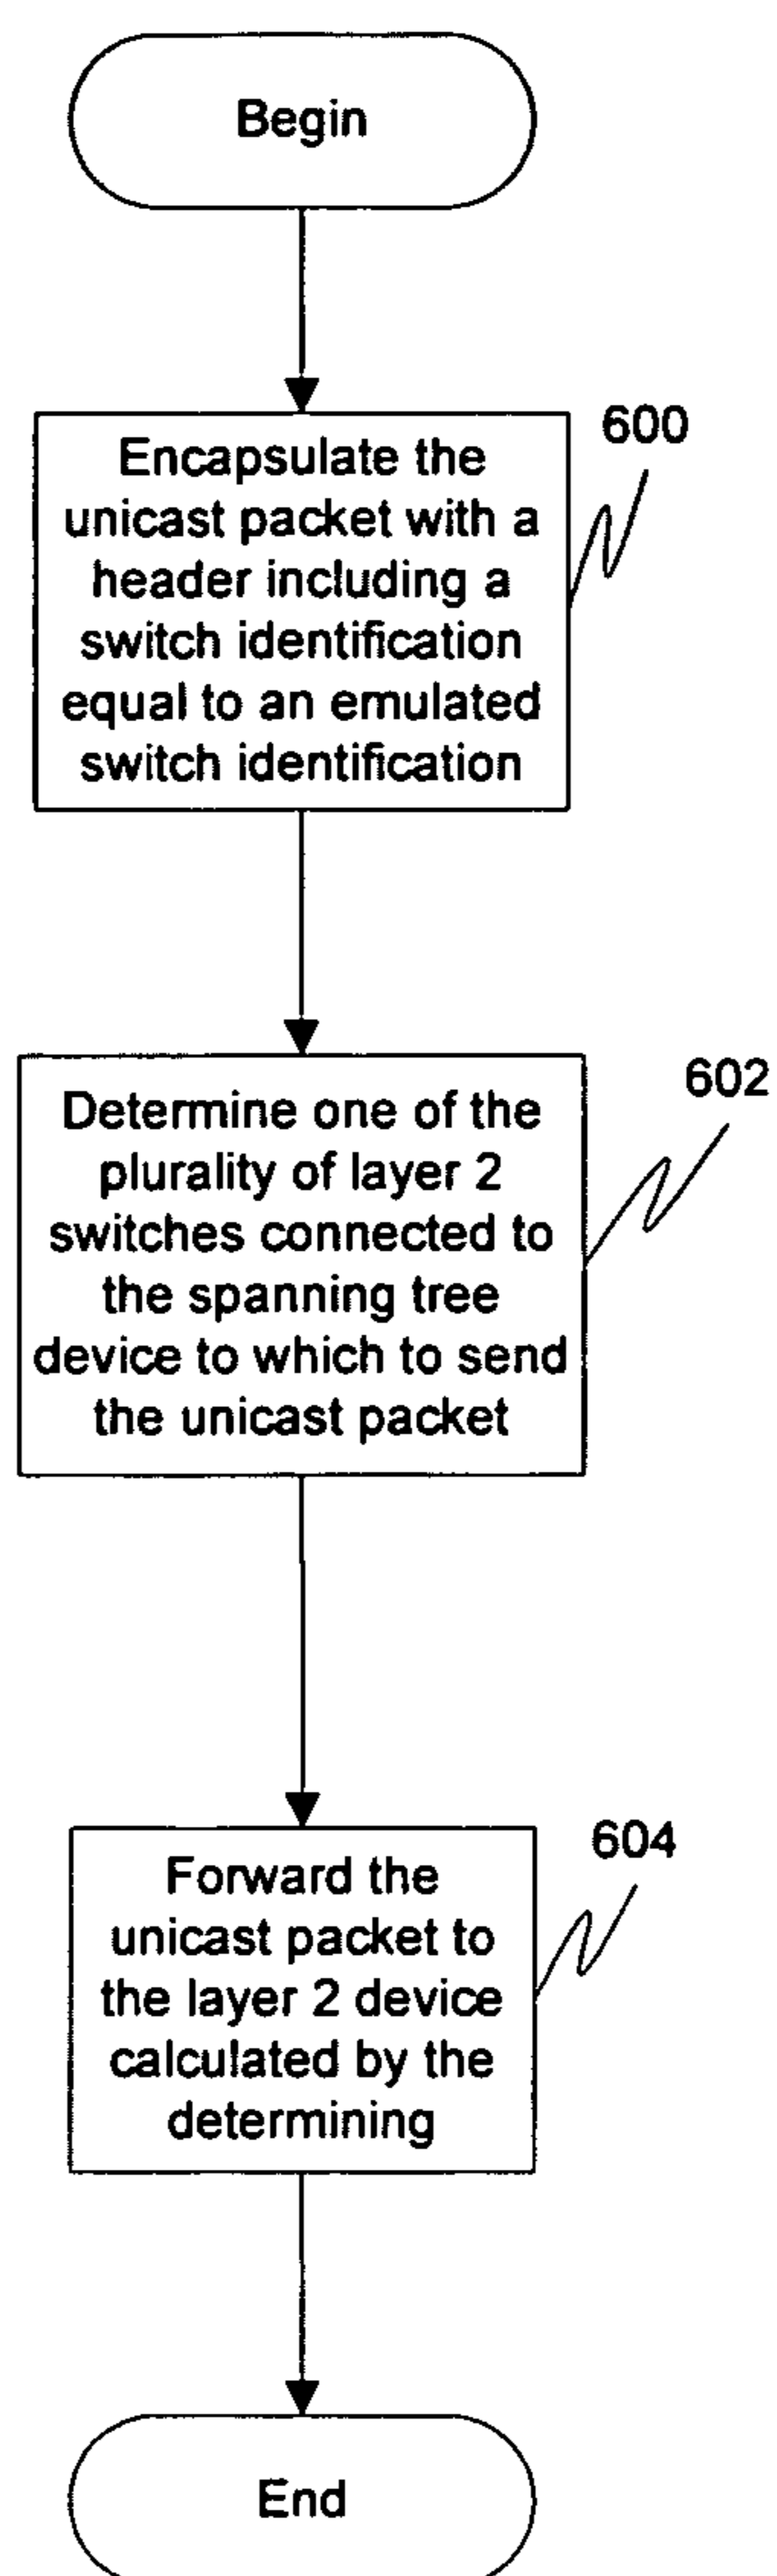 Begin
600
Encapsulate the
unicast packet with a
header including a
switch identification
equal to an emulated
switch identification
602
Determine one of the
plurality of layer 2
switches connected to
the spanning tree
device to which to send
the unicast packet
604
Forward the
unicast packet to
the layer 2 device
calculated by the
determining
End